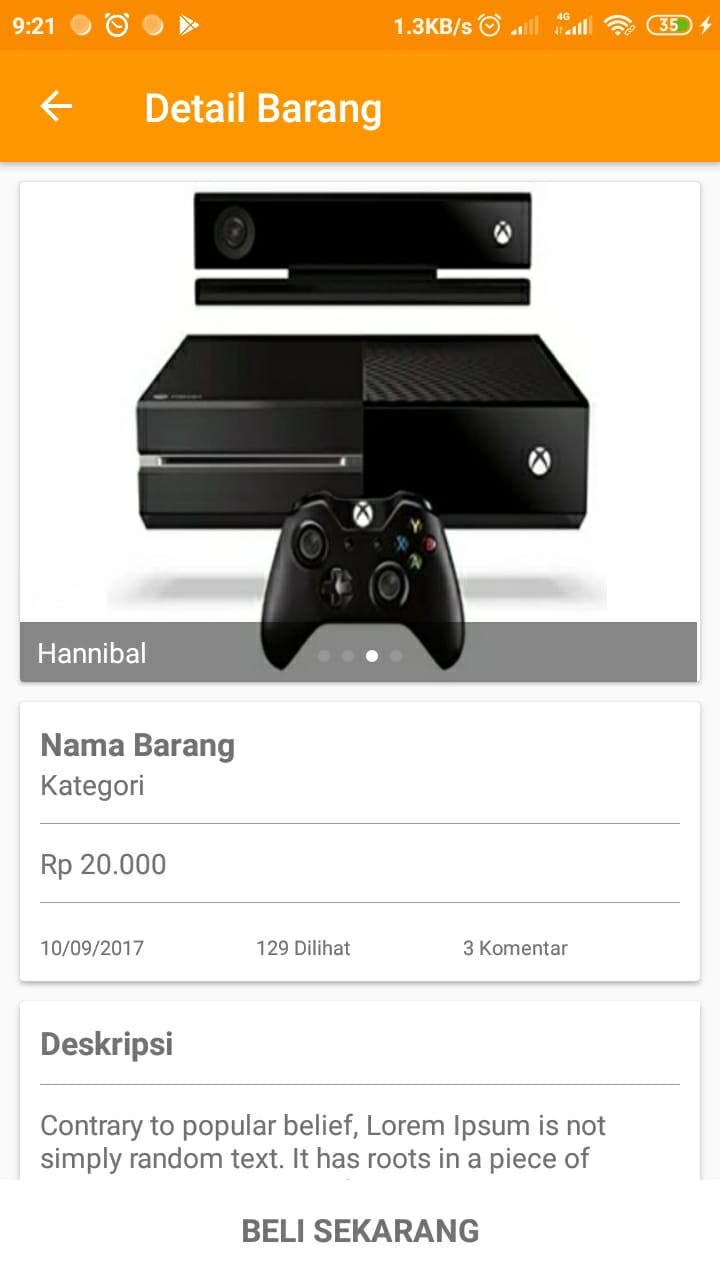 9:21 1.3KB/s 4G 35
Detail Barang
Y
X B
A
Hannibal
Nama Barang
Kategori
Rp 20.000
10/09/2017 129 Dilihat 3 Komentar
Deskripsi
Contrary to popular belief, Lorem Ipsum is not
simply random text. It has roots in a piece of
BELI SEKARANG